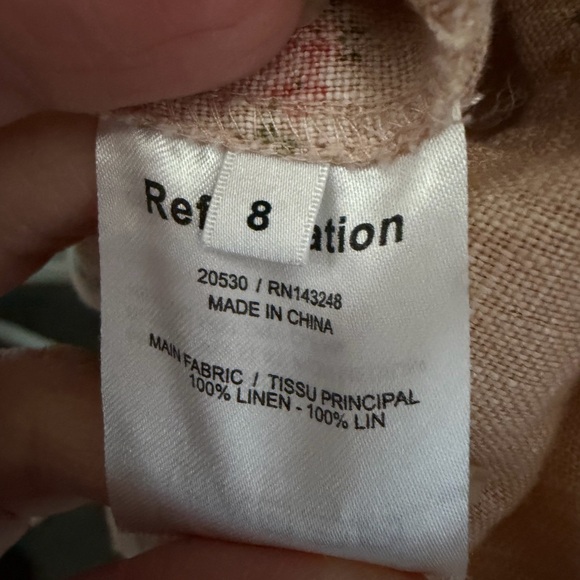 Ref ation
8
20530 / RN143248
MADE IN CHINA
MAIN FABRIC / TISSU PRINCIPAL
100% LINEN - 100% LIN